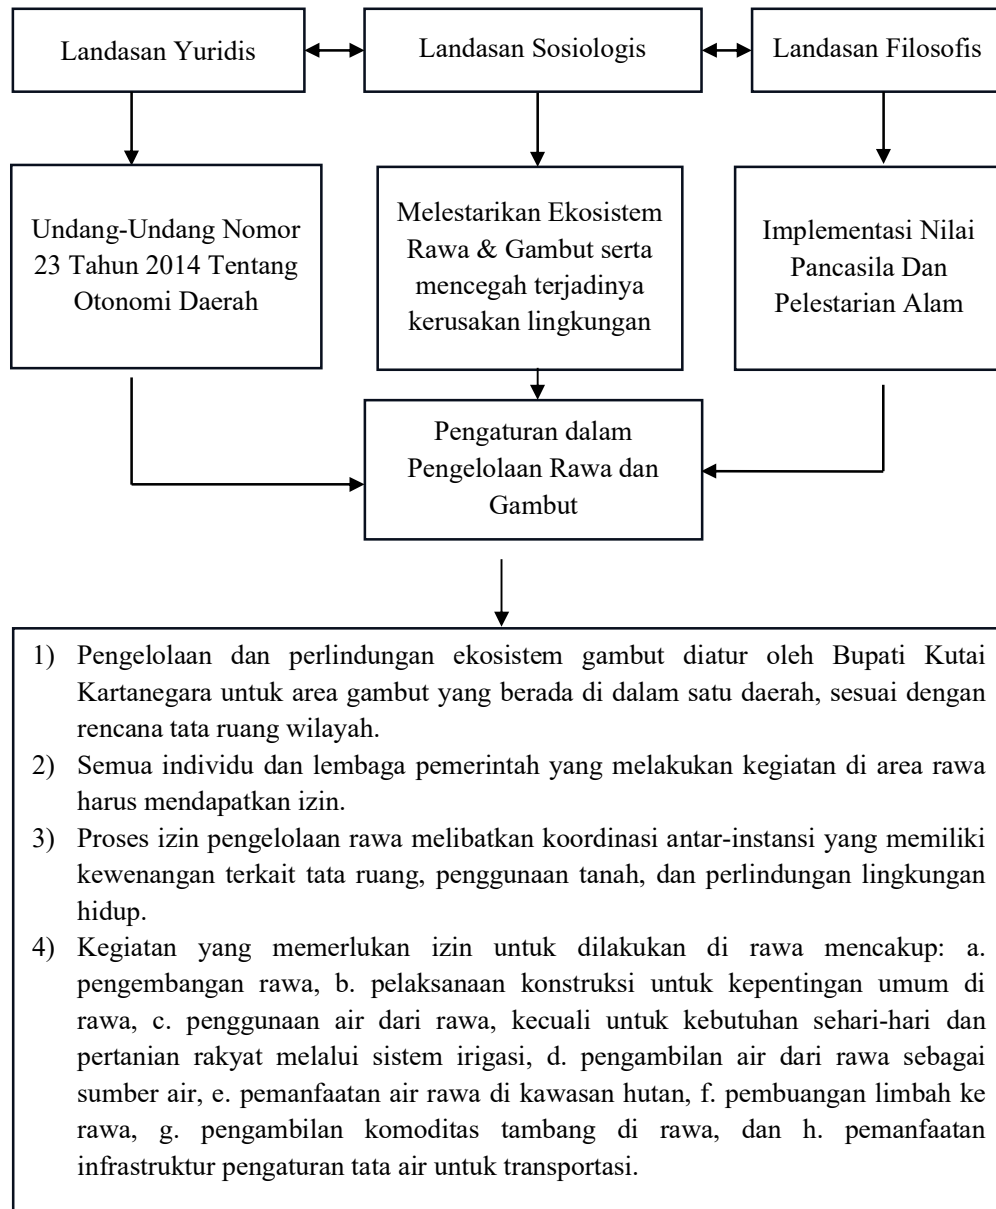 Landasan Yuridis
Landasan Sosiologis
Landasan Filosofis
Undang-Undang Nomor
23 Tahun 2014 Tentang
Otonomi Daerah
Melestarikan Ekosistem
Rawa & Gambut serta
mencegah terjadinya
kerusakan lingkungan
Implementasi Nilai
Pancasila Dan
Pelestarian Alam
Pengaturan dalam
Pengelolaan Rawa dan
Gambut
1) Pengelolaan dan perlindungan ekosistem gambut diatur oleh Bupati Kutai
Kartanegara untuk area gambut yang berada di dalam satu daerah, sesuai dengan
rencana tata ruang wilayah.
2) Semua individu dan lembaga pemerintah yang melakukan kegiatan di area rawa
harus mendapatkan izin.
3) Proses izin pengelolaan rawa melibatkan koordinasi antar-instansi yang memiliki
kewenangan terkait tata ruang, penggunaan tanah, dan perlindungan lingkungan
hidup.
4) Kegiatan yang memerlukan izin untuk dilakukan di rawa mencakup: a.
pengembangan rawa, b. pelaksanaan konstruksi untuk kepentingan umum di
rawa, c. penggunaan air dari rawa, kecuali untuk kebutuhan sehari-hari dan
pertanian rakyat melalui sistem irigasi, d. pengambilan air dari rawa sebagai
sumber air, e. pemanfaatan air rawa di kawasan hutan, f. pembuangan limbah ke
rawa, g. pengambilan komoditas tambang di rawa, dan h. pemanfaatan
infrastruktur pengaturan tata air untuk transportasi.